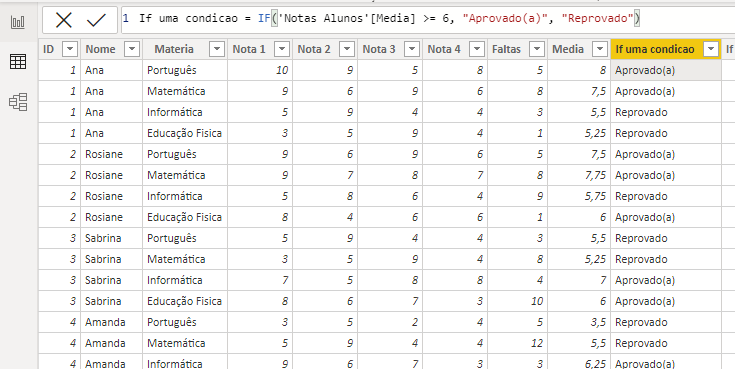 1 If uma condicao = IF('Notas Alunos'[Media] >= 6, "Aprovado(a)", "Reprovado")
ID Nome Materia Nota 1 Nota 2 Nota 3 Nota 4 Faltas Media If uma condicao If
1 Ana Português 10 9 5 8 5 8 Aprovado(a)
1 Ana Matemática 9 6 9 6 8 7,5 Aprovado(a)
1 Ana Informática 5 9 4 4 3 5,5 Reprovado
1 Ana Educação Fisica 3 5 9 4 1 5,25 Reprovado
2 Rosiane Português 9 6 9 6 5 7,5 Aprovado(a)
2 Rosiane Matemática 9 7 8 7 8 7,75 Aprovado(a)
2 Rosiane Informática 5 8 6 4 9 5,75 Reprovado
2 Rosiane Educação Fisica 8 4 6 6 1 6 Aprovado(a)
3 Sabrina Português 5 9 4 4 3 5,5 Reprovado
3 Sabrina Matemática 3 5 9 4 8 5,25 Reprovado
3 Sabrina Informática 7 5 8 8 4 7 Aprovado(a)
3 Sabrina Educação Fisica 8 6 7 3 10 6 Aprovado(a)
4 Amanda Português 3 5 2 4 5 3,5 Reprovado
4 Amanda Matemática 5 9 4 4 12 5,5 Reprovado
4 Amanda Informática 9 6 7 3 3 6,25 Aprovado(a)